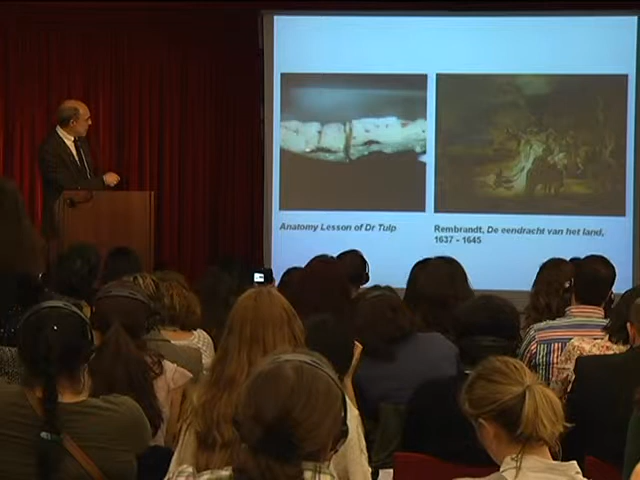 Anatomy Lesson of Dr Tulp
Rembrandt, De eendracht van het land,
1637 - 1645